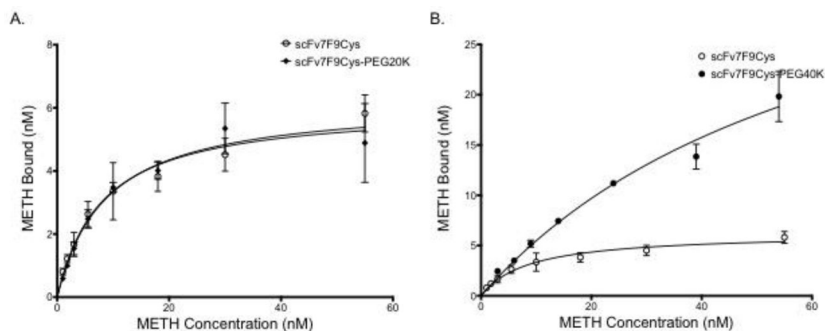 A.
8
6
4
2
0
METH Bound (nM)
scFv7F9Cys
scFv7F9Cys-PEG20K
0
20
40
60
METH Concentration (nM)
B.
25
20
15
10
5
0
METH Bound (nM)
scFv7F9Cys
scFv7F9Cys-PEG40K
0
20
40
60
METH Concentration (nM)